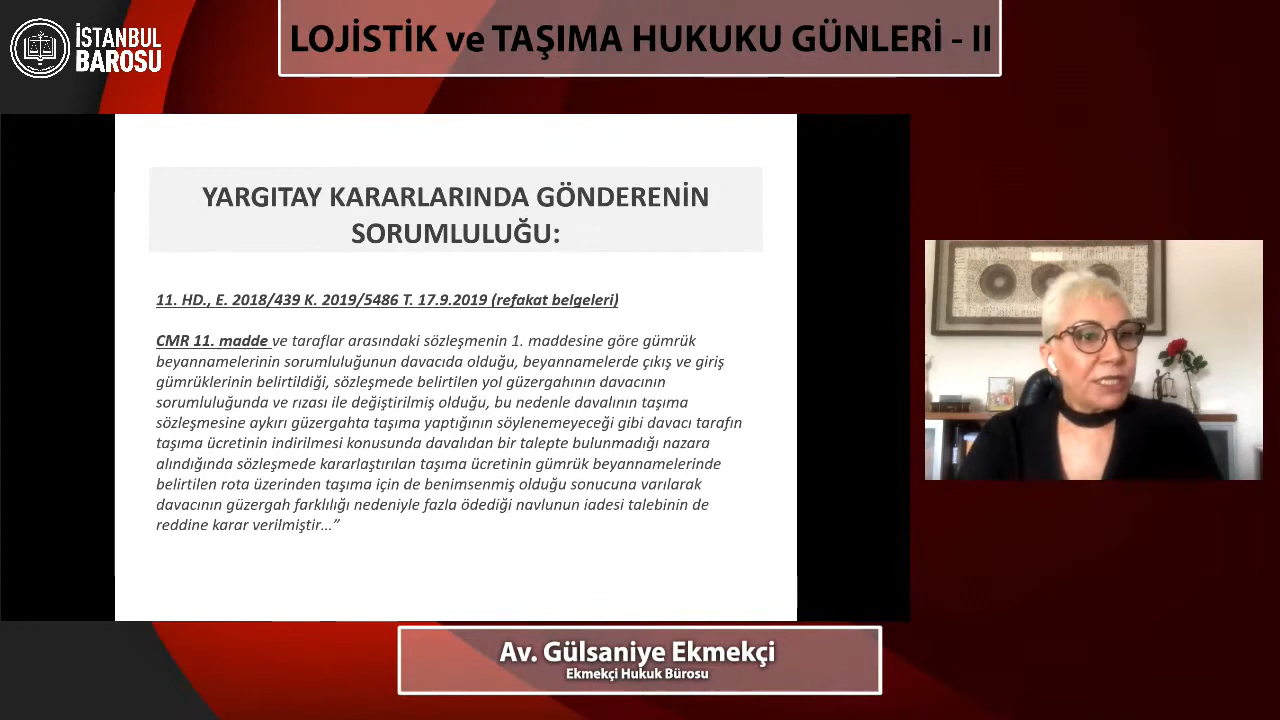 İSTANBUL
BAROSU
LOJİSTİK ve TAŞIMA HUKUKU GÜNLERİ - II
YARGITAY KARARLARINDA GÖNDERENİN
SORUMLULUĞU:
11. HD., E. 2018/439 K. 2019/5486 T. 17.9.2019 (refakat belgeleri)
CMR 11. madde ve taraflar arasındaki sözleşmenin 1. maddesine göre gümrük
beyannamelerinin sorumluluğunun davacıda olduğu, beyannamelerde çıkış ve giriş
gümrüklerinin belirtildiği, sözleşmede belirtilen yol güzergahının davacının
sorumluluğunda ve rızası ile değiştirilmiş olduğu, bu nedenle davalının taşıma
sözleşmesine aykırı güzergahta taşıma yaptığının söylenemeyeceği gibi davacı tarafın
taşıma ücretinin indirilmesi konusunda davalıdan bir talepte bulunmadığı nazara
alındığında sözleşmede kararlaştırılan taşıma ücretinin gümrük beyannamelerinde
belirtilen rota üzerinden taşıma için de benimsenmiş olduğu sonucuna varılarak
davacının güzergah farklılığı nedeniyle fazla ödediği navlunun iadesi talebinin de
reddine karar verilmiştir…”
Av. Gülsaniye Ekmekçi
Ekmekçi Hukuk Bürosu